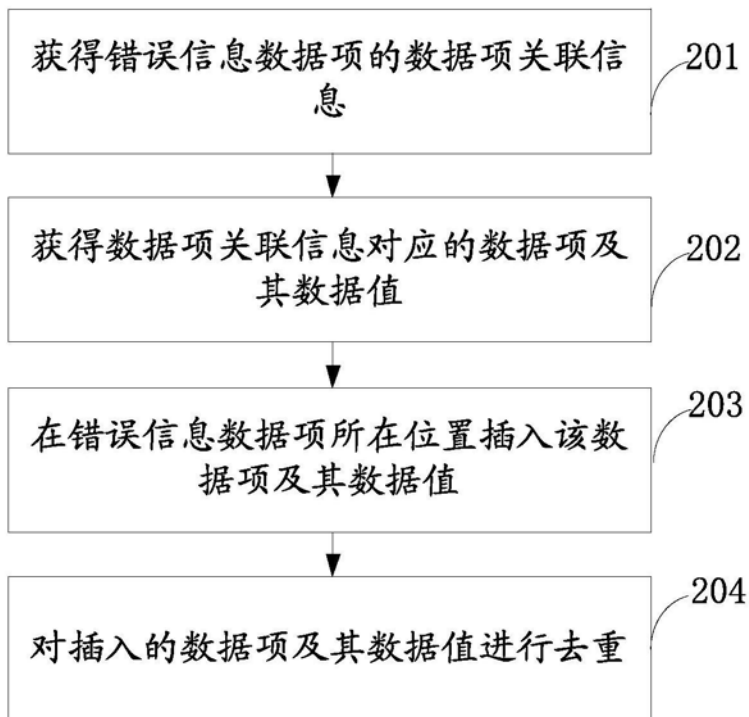 获得错误信息数据项的数据项关联信
息
201
获得数据项关联信息对应的数据项及
其数据值
202
在错误信息数据项所在位置插入该数
据项及其数据值
203
对插入的数据项及其数据值进行去重
204